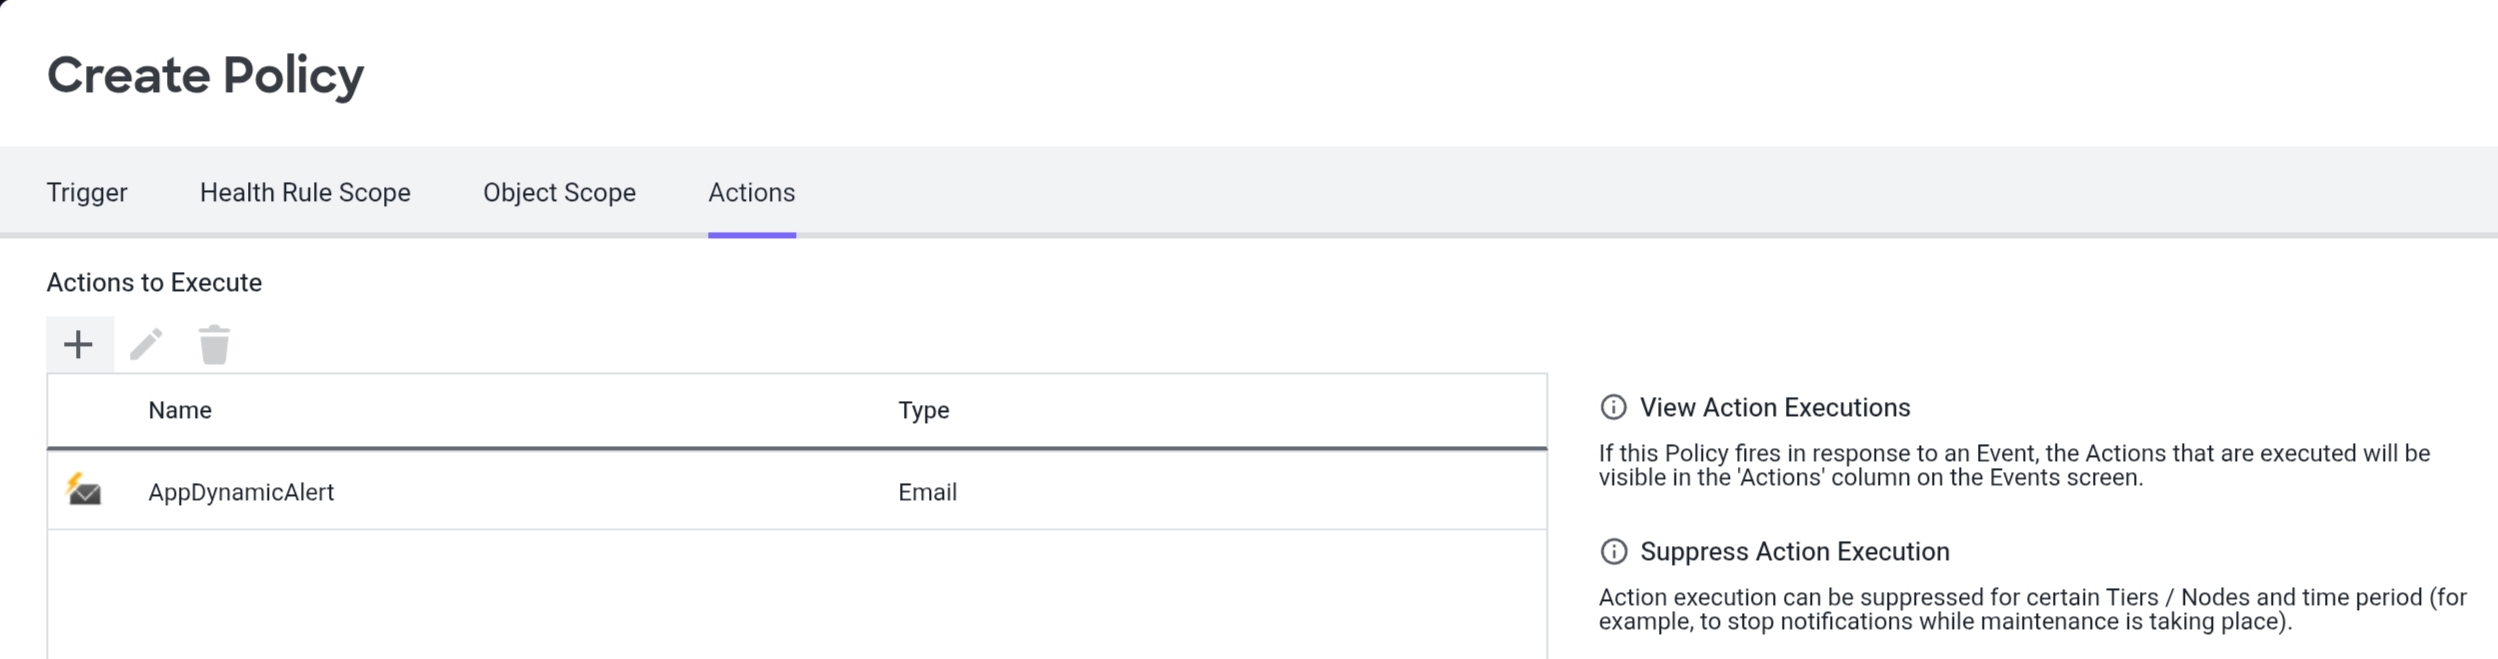 Create Policy
Trigger Health Rule Scope Object Scope Actions
Actions to Execute
Name Type
AppDynamicAlert Email
View Action Executions
If this Policy fires in response to an Event, the Actions that are executed will be
visible in the 'Actions' column on the Events screen.
Suppress Action Execution
Action execution can be suppressed for certain Tiers / Nodes and time period (for
example, to stop notifications while maintenance is taking place).